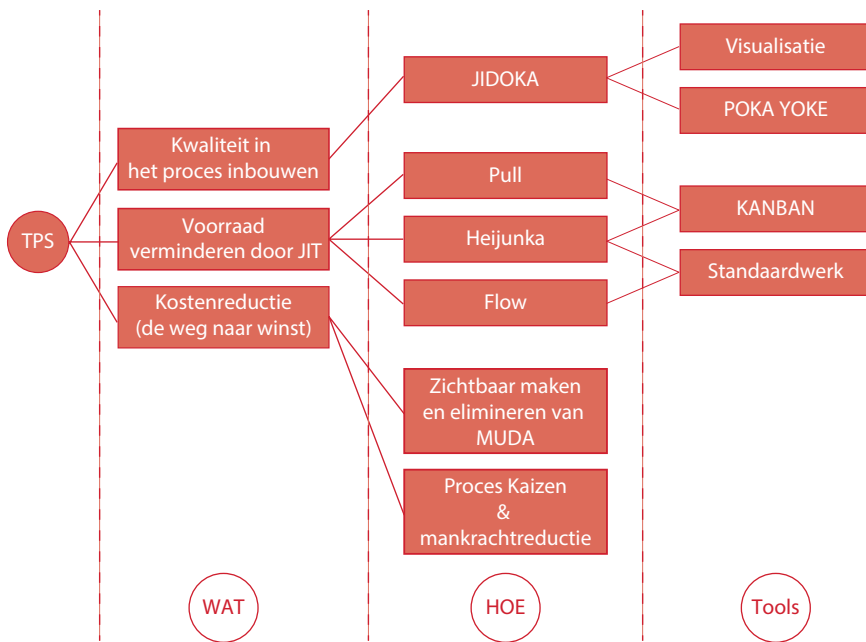 TPS
Kwaliteit in
het proces inbouwen
Voorraad
verminderen door JIT
Kostenreductie
(de weg naar winst)
WAT
JIDOKA
Pull
Heijunka
Flow
Zichtbaar maken
en elimineren van
MUDA
Proces Kaizen
&
mankrachtreductie
HOE
Visualisatie
POKA YOKE
KANBAN
Standaardwerk
Tools